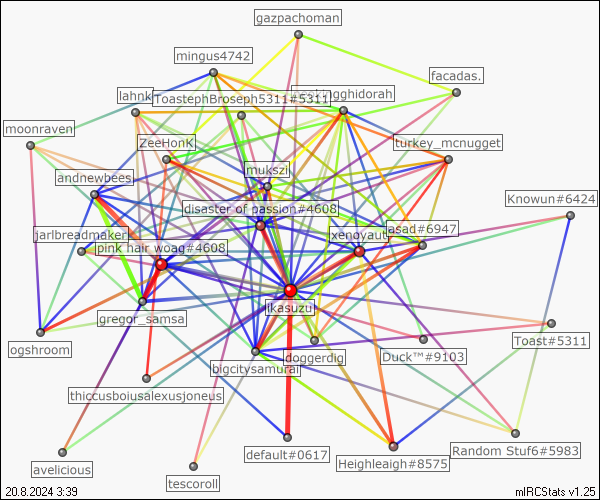 gazpachoman
mingus4742
facadas.
lahnk
ToastephBroseph5311#5311
gghidorah
moonraven
ZeeHonK
turkey_mcnugget
mukszi
andnewbees
Knowun#6424
disaster of passion#4608
jarlbreadmaker
xenoyaut
asad#6947
pink hair woag#4608
ikasuzu
gregor_samsa
Toast#5311
ogshroom
doggerdig
Duck™#9103
bigcitysamurai
thiccusboiusalexusjoneus
Random Stuf6#5983
default#0617
Heighleaigh#8575
avelicious
tescoroll
20.8.2024 3:39
mIRCStats v1.25